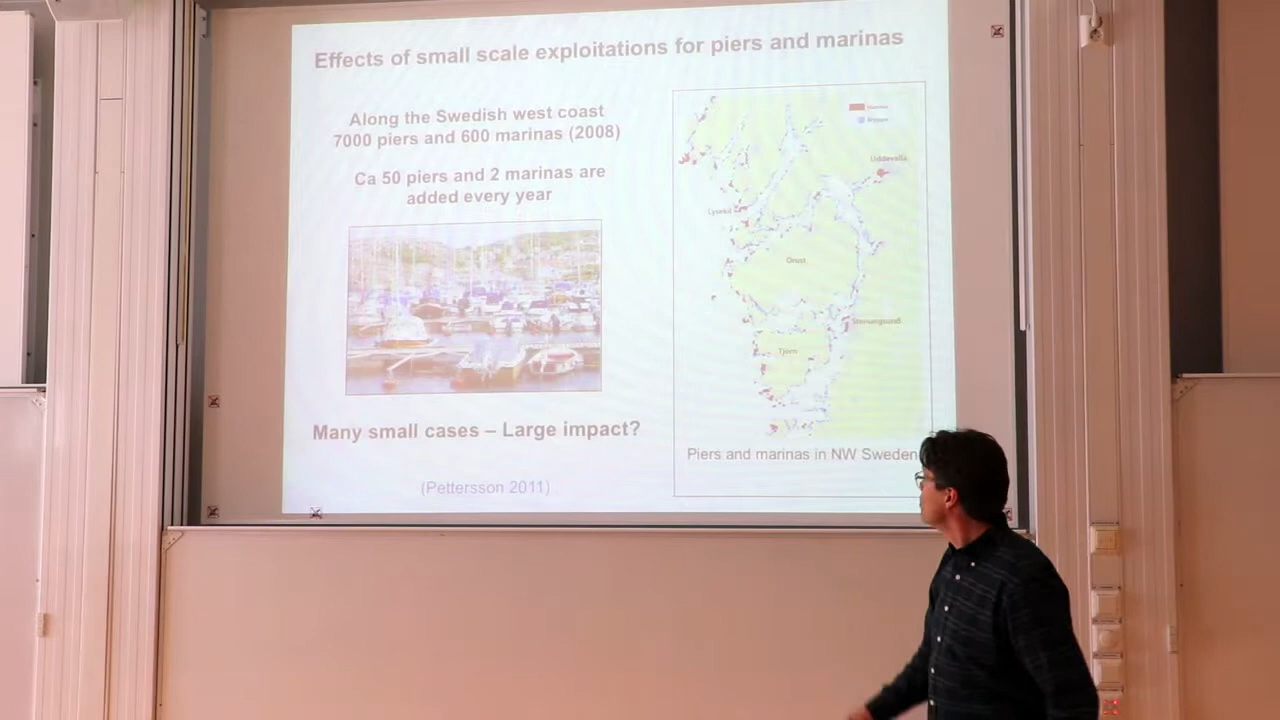 Effects of small scale exploitations for piers and marinas
Along the Swedish west coast
7000 piers and 600 marinas (2008)
Ca 50 piers and 2 marinas are
added every year
Many small cases – Large impact?
(Pettersson 2011)
Uddevalla
Lysekil
Orust
Stenungsund
Tjörn
Piers and marinas in NW Sweden